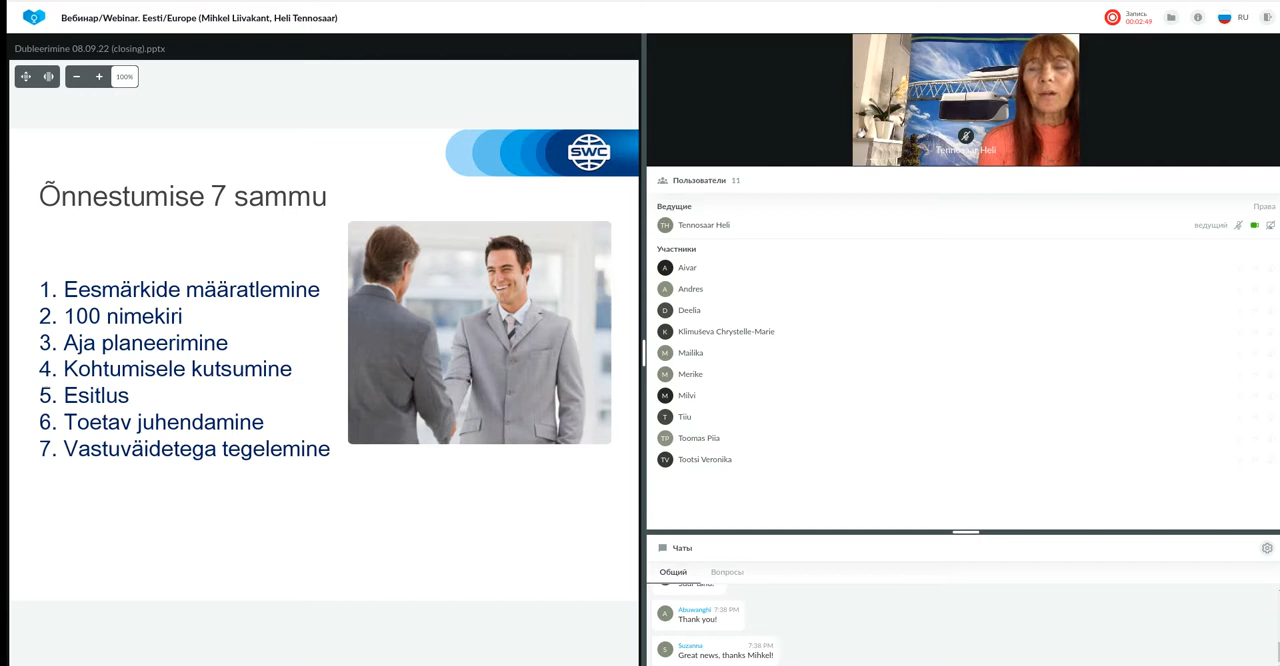 Вебинар/Webinar. Eesti/Europe (Mihkel Liivakant, Heli Tennosaar)
Запись
00:02:49
RU
Dubleerimine 08.09.22 (closing).pptx
100%
SWC
Õnnestumise 7 sammu
1. Eesmärkide määratlemine
2. 100 nimekiri
3. Aja planeerimine
4. Kohtumisele kutsumine
5. Esitlus
6. Toetav juhendamine
7. Vastuväidetega tegelemine
Tennosaar Heli
Пользователи 11
Ведущие Права
TH Tennosaar Heli ведущий
Участники
A Aivar
A Andres
D Deelia
K Klimuševa Chrystelle-Marie
M Mailika
M Merike
M Milvi
T Tiiu
TP Toomas Piia
TV Tootsi Veronika
Чаты
Общий Вопросы
A Abuwanghi 7:38 PM
Thank you!
S Suzanna 7:38 PM
Great news, thanks Mihkel!